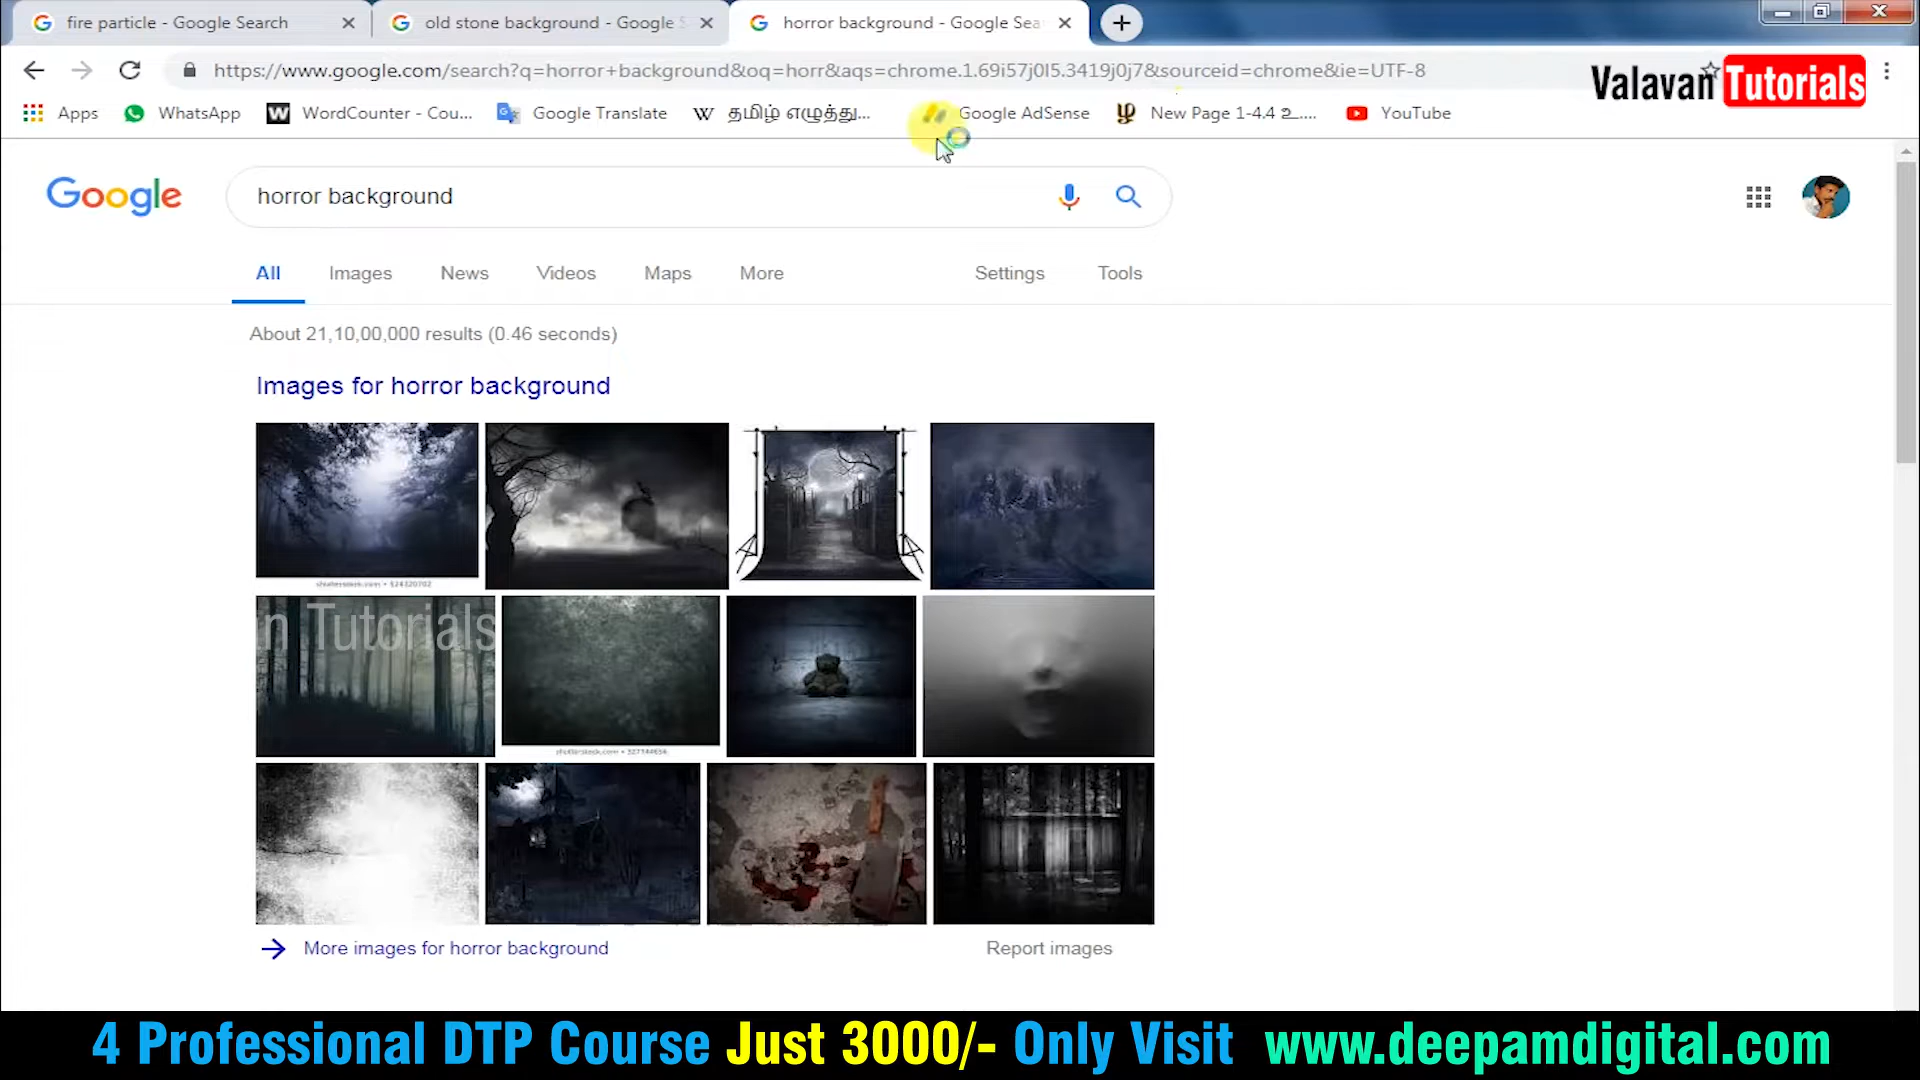 fire particle - Google Search
old stone background - Google S
horror background - Google Sea
https://www.google.com/search?q=horror+background&oq=horr&aqs=chrome.1.69i57j0l5.3419j0j7&sourceid=chrome&ie=UTF-8
Valavan Tutorials
Apps
WhatsApp
WordCounter - Cou...
Google Translate
தமிழ் எழுத்து...
Google AdSense
New Page 1-4.4 உ....
YouTube
Google
horror background
All Images News Videos Maps More Settings Tools
About 21,10,00,000 results (0.46 seconds)
Images for horror background
an Tutorials
More images for horror background
Report images
4 Professional DTP Course Just 3000/- Only Visit www.deepamdigital.com